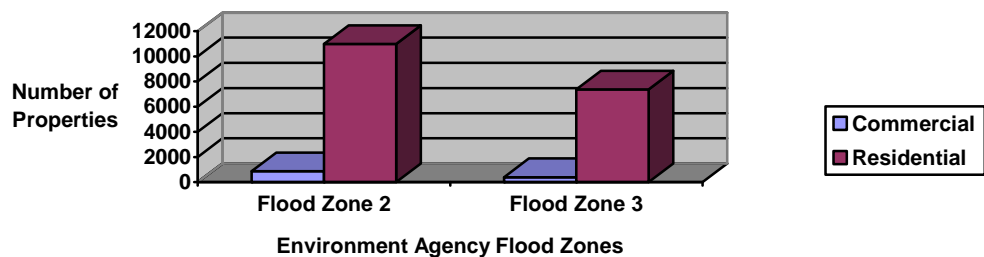 12000
10000
8000
6000
4000
2000
0
Number of
Properties
Flood Zone 2
Flood Zone 3
Environment Agency Flood Zones
Commercial
Residential